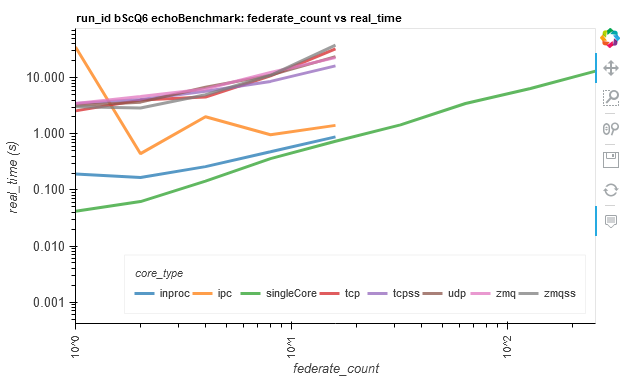 run_id bScQ6 echoBenchmark: federate_count vs real_time
real_time (s)
10.000
1.000
0.100
0.010
0.001
core_type
inproc ipc singleCore tcp tcpss udp zmq zmqss
10^0 10^1 10^2
federate_count